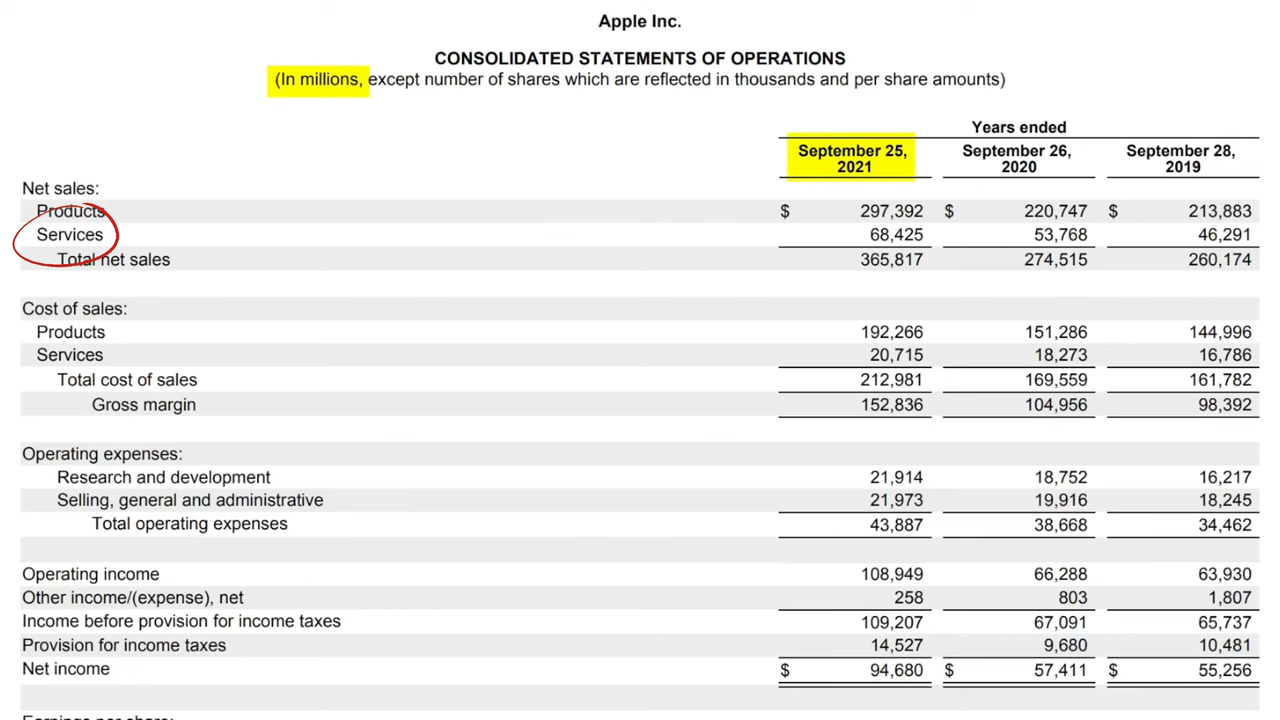 Apple Inc.
CONSOLIDATED STATEMENTS OF OPERATIONS
(In millions, except number of shares which are reflected in thousands and per share amounts)
Years ended
September 25, 2021 September 26, 2020 September 28, 2019
Net sales:
Products $ 297,392 $ 220,747 $ 213,883
Services 68,425 53,768 46,291
Total net sales 365,817 274,515 260,174
Cost of sales:
Products 192,266 151,286 144,996
Services 20,715 18,273 16,786
Total cost of sales 212,981 169,559 161,782
Gross margin 152,836 104,956 98,392
Operating expenses:
Research and development 21,914 18,752 16,217
Selling, general and administrative 21,973 19,916 18,245
Total operating expenses 43,887 38,668 34,462
Operating income 108,949 66,288 63,930
Other income/(expense), net 258 803 1,807
Income before provision for income taxes 109,207 67,091 65,737
Provision for income taxes 14,527 9,680 10,481
Net income $ 94,680 $ 57,411 $ 55,256
Earnings per share: